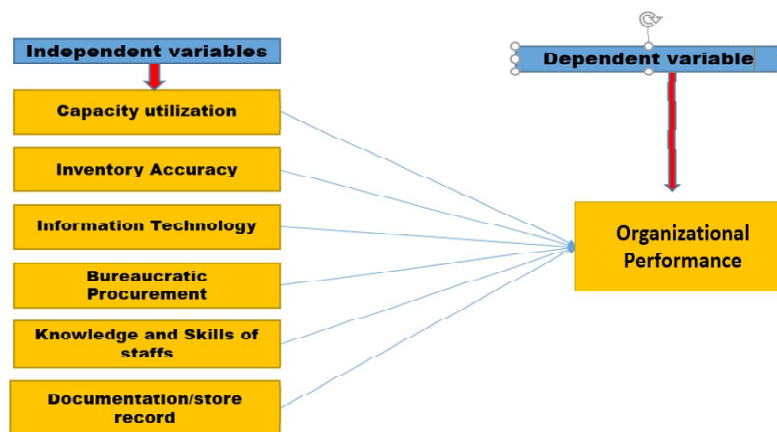 Independent variables
Dependent variable
Capacity utilization
Inventory Accuracy
Information Technology
Bureaucratic
Procurement
Knowledge and Skills of
staffs
Documentation/store
record
Organizational
Performance